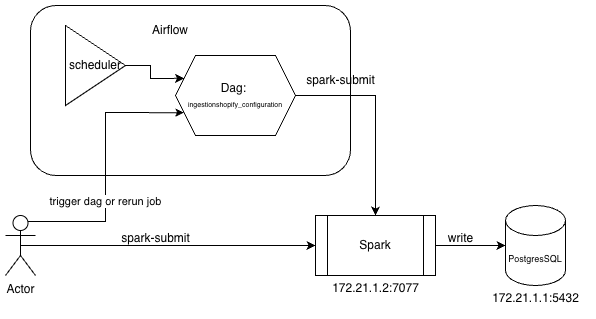 Airflow
scheduler
Dag:
ingestionshopify_configuration
spark-submit
trigger dag or rerun job
spark-submit
Spark
write
PostgresSQL
Actor
172.21.1.2:7077
172.21.1.1:5432